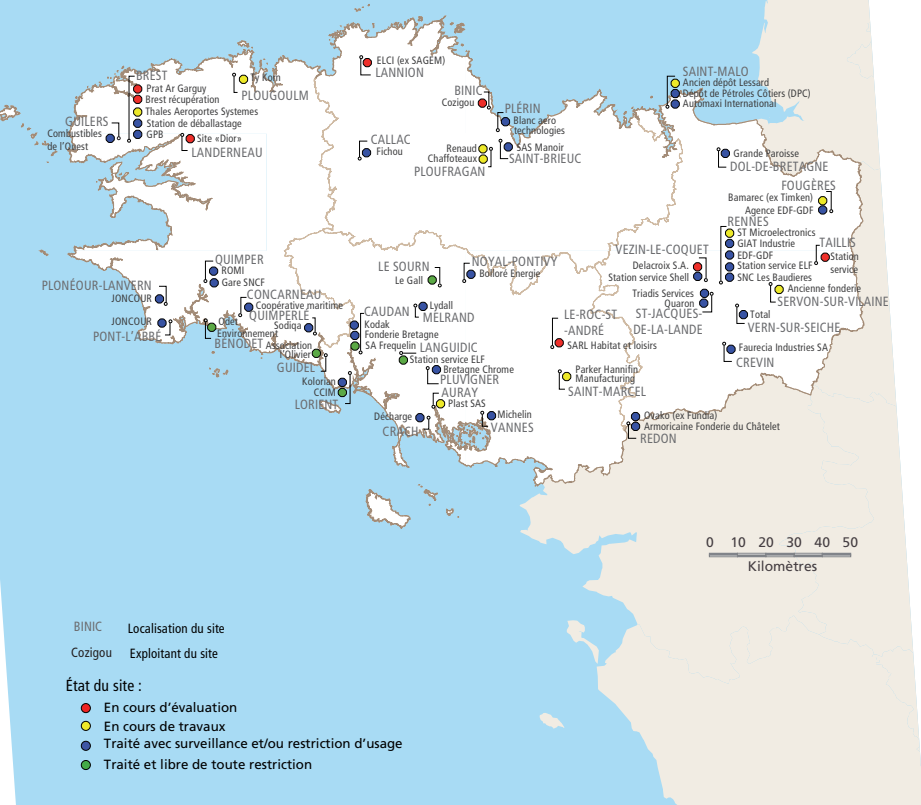 BREST
Prat Ar Garguy
Brest récupération
Thales Aeroportes Systemes
Station de déballastage
GPB
GUILERS
Combustibles
de l'Ouest
Site «Dior»
LANDERNEAU
Ty Korn
PLOUGOULM
ELCI (ex SAGEM)
LANNION
CALLAC
Fichou
BINIC
Cozigou
PLÉRIN
Blanc aero
technologies
SAS Manoir
SAINT-BRIEUC
Renaud
Chaffoteaux
PLOUFRAGAN
SAINT-MALO
Ancien dépôt Lessard
Dépôt de Pétroles Côtiers (DPC)
Automaxi International
Grande Paroisse
DOL-DE-BRETAGNE
FOUGÈRES
Bamarec (ex Timken)
Agence EDF-GDF
RENNES
ST Microelectronics
GIAT Industrie
EDF-GDF
Station service ELF
SNC Les Baudieres
TAILLIS
Station
service
VEZIN-LE-COQUET
Delacroix S.A.
Station service Shell
Triadis Services
Quaron
ST-JACQUES-
DE-LA-LANDE
Ancienne fonderie
SERVON-SUR-VILAINE
Total
VERN-SUR-SEICHE
Faurecia Industries SA
CREVIN
QUIMPER
ROMI
Gare SNCF
PLONÉOUR-LANVERN
JONCOUR
JONCOUR
PONT-L'ABBÉ
CONCARNEAU
Coopérative maritime
QUIMPERLÉ
Sodiqa
Odet
Environnement
BÉNODET
Association
l'Olivier
GUIDEL
LE SOURN
Le Gall
NOYAL-PONTIVY
Bolloré Energie
Lydall
MELRAND
CAUDAN
Kodak
Fonderie Bretagne
SA Frequelin
LANGUIDIC
Station service ELF
Bretagne Chrome
PLUVIGNER
Kolorian
CCIM
LORIENT
AURAY
Plast SAS
Décharge
CRACH
Michelin
VANNES
LE-ROC-ST
-ANDRÉ
SARL Habitat et loisirs
Parker Hannifin
Manufacturing
SAINT-MARCEL
Ovako (ex Fundia)
Armoricaine Fonderie du Châtelet
REDON
0 10 20 30 40 50
Kilomètres
BINIC Localisation du site
Cozigou Exploitant du site
État du site :
En cours d'évaluation
En cours de travaux
Traité avec surveillance et/ou restriction d'usage
Traité et libre de toute restriction